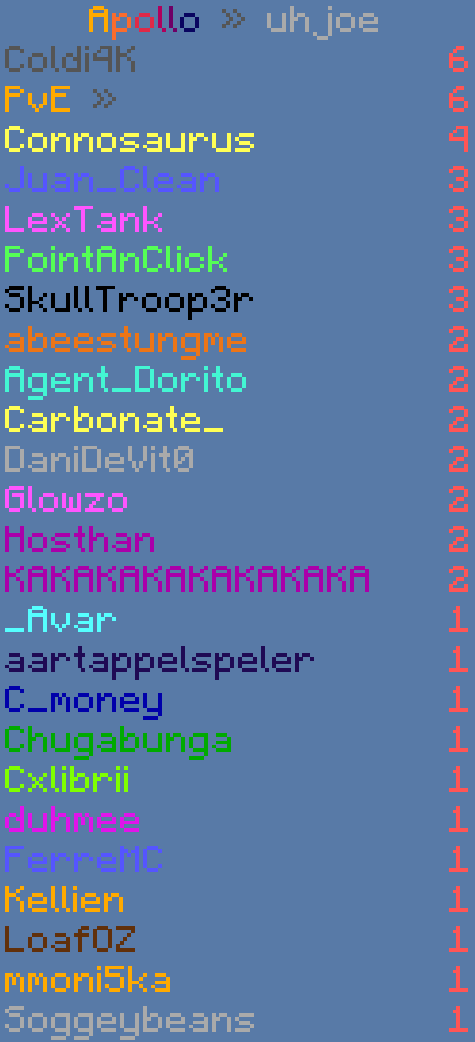 Apollo » uh_joe
Coldi4K 6
PvE » 6
Connosaurus 4
Juan_Clean 3
LexTank 3
PointAnClick 3
SkullTroop3r 3
abeestungme 2
Agent_Dorito 2
Carbonate_ 2
DaniDeVit0 2
Glowzo 2
Hosthan 2
KAKAKAKAKAKAKAKA 2
_Avar 1
aartappelspeler 1
C_money 1
Chugabunga 1
Cxlibrii 1
duhmee 1
FerreMC 1
Kellien 1
LoafOZ 1
mmoni5ka 1
Soggeybeans 1